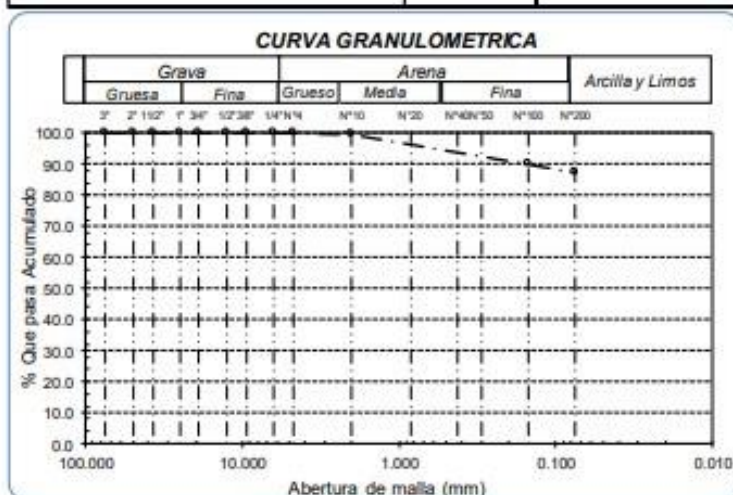 CURVA GRANULOMETRICA
Grava Arena Arcilla y Limos
Gruesa Fina Grueso Media Fina
3" 2" 11/2" 1" 3/4" 1/2" 3/8" 1/4" N°4 N°10 N°20 N°40 N°50 N°100 N°200
100.0
90.0
80.0
70.0
60.0
50.0
40.0
30.0
20.0
10.0
0.0
% Que pasa Acumulado
100.000 10.000 1.000 0.100 0.010
Abertura de malla (mm)